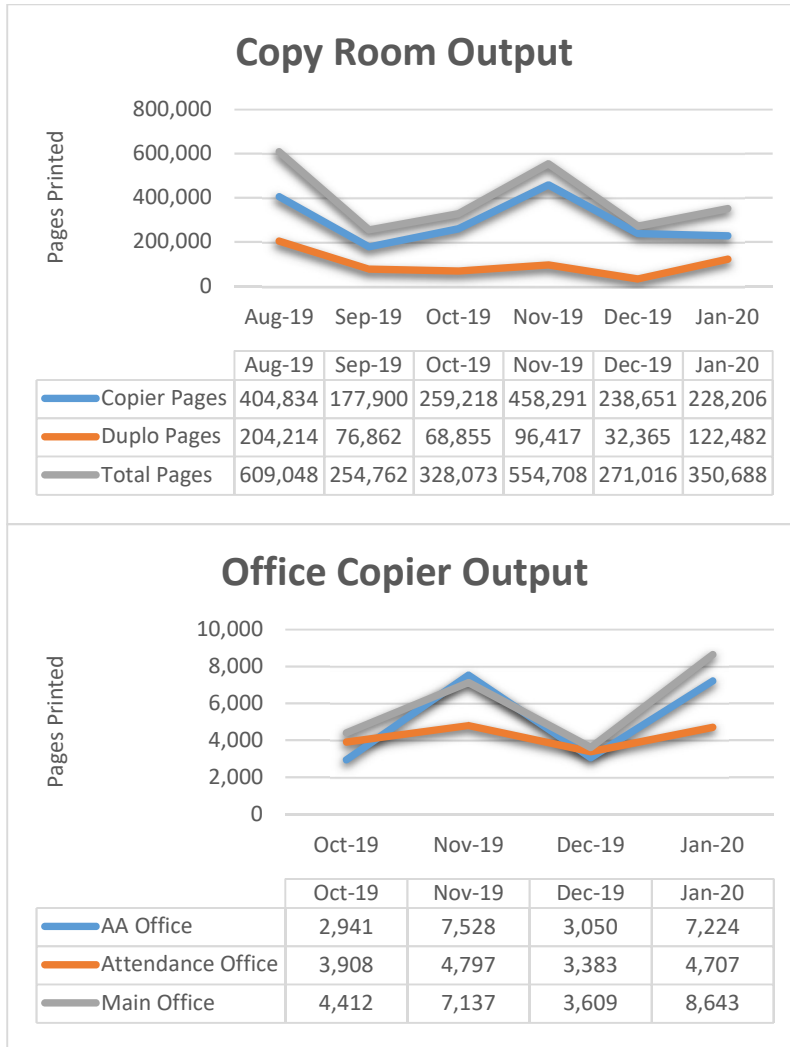 Copy Room Output
Pages Printed
800,000
600,000
400,000
200,000
0
Aug-19 Sep-19 Oct-19 Nov-19 Dec-19 Jan-20
Aug-19 Sep-19 Oct-19 Nov-19 Dec-19 Jan-20
Copier Pages 404,834 177,900 259,218 458,291 238,651 228,206
Duplo Pages 204,214 76,862 68,855 96,417 32,365 122,482
Total Pages 609,048 254,762 328,073 554,708 271,016 350,688
Office Copier Output
Pages Printed
10,000
8,000
6,000
4,000
2,000
0
Oct-19 Nov-19 Dec-19 Jan-20
Oct-19 Nov-19 Dec-19 Jan-20
AA Office 2,941 7,528 3,050 7,224
Attendance Office 3,908 4,797 3,383 4,707
Main Office 4,412 7,137 3,609 8,643